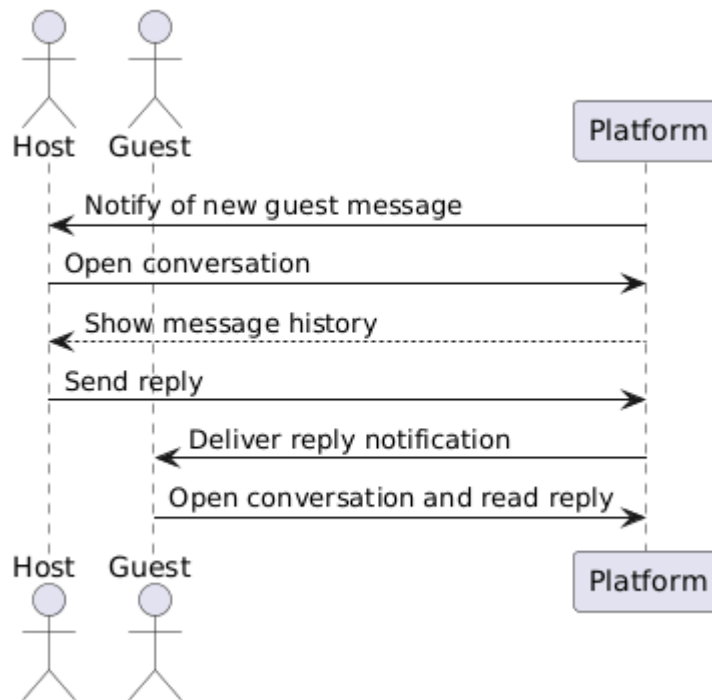 Host
Guest
Platform
Notify of new guest message
Open conversation
Show message history
Send reply
Deliver reply notification
Open conversation and read reply
Host
Guest
Platform